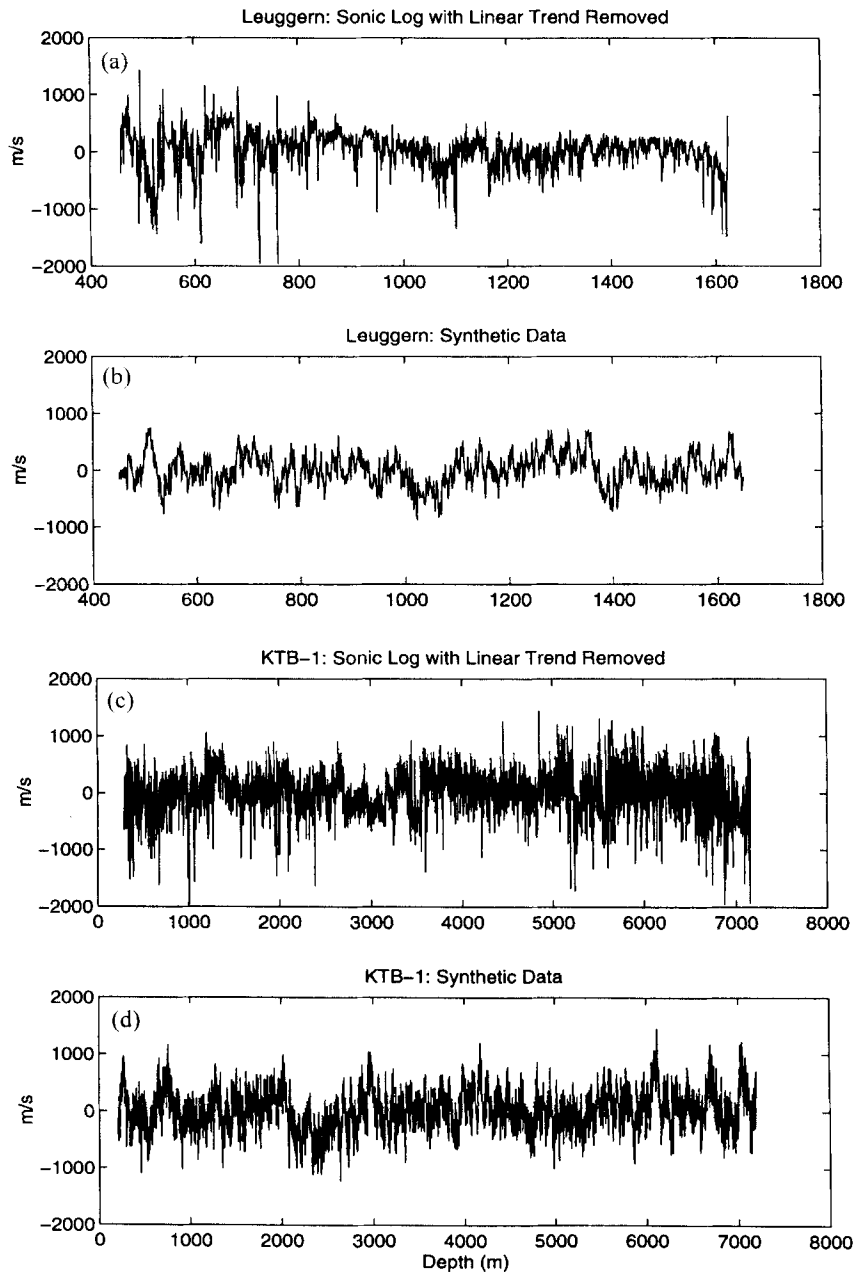 Leuggern: Sonic Log with Linear Trend Removed
2000
(a)
1000
0
−1000
−2000
m/s
400 600 800 1000 1200 1400 1600 1800
Leuggern: Synthetic Data
2000
(b)
1000
0
−1000
−2000
m/s
400 600 800 1000 1200 1400 1600 1800
KTB−1: Sonic Log with Linear Trend Removed
2000
(c)
1000
0
−1000
−2000
m/s
0 1000 2000 3000 4000 5000 6000 7000 8000
KTB−1: Synthetic Data
2000
(d)
1000
0
−1000
−2000
m/s
0 1000 2000 3000 4000 5000 6000 7000 8000
Depth (m)